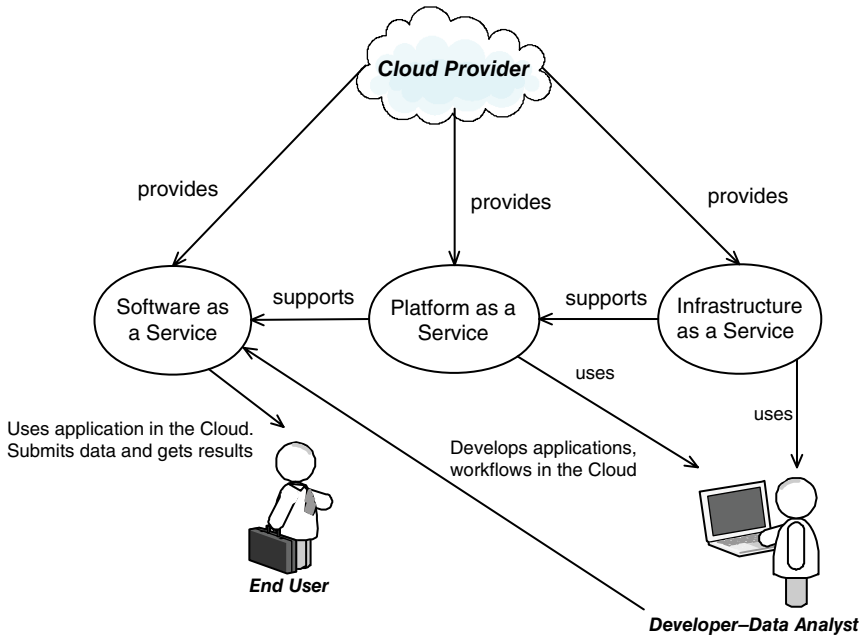 Cloud Provider
provides
provides
provides
Software as
a Service
supports
Platform as a
Service
supports
Infrastructure
as a Service
uses
uses
Uses application in the Cloud.
Submits data and gets results
Develops applications,
workflows in the Cloud
End User
Developer–Data Analyst